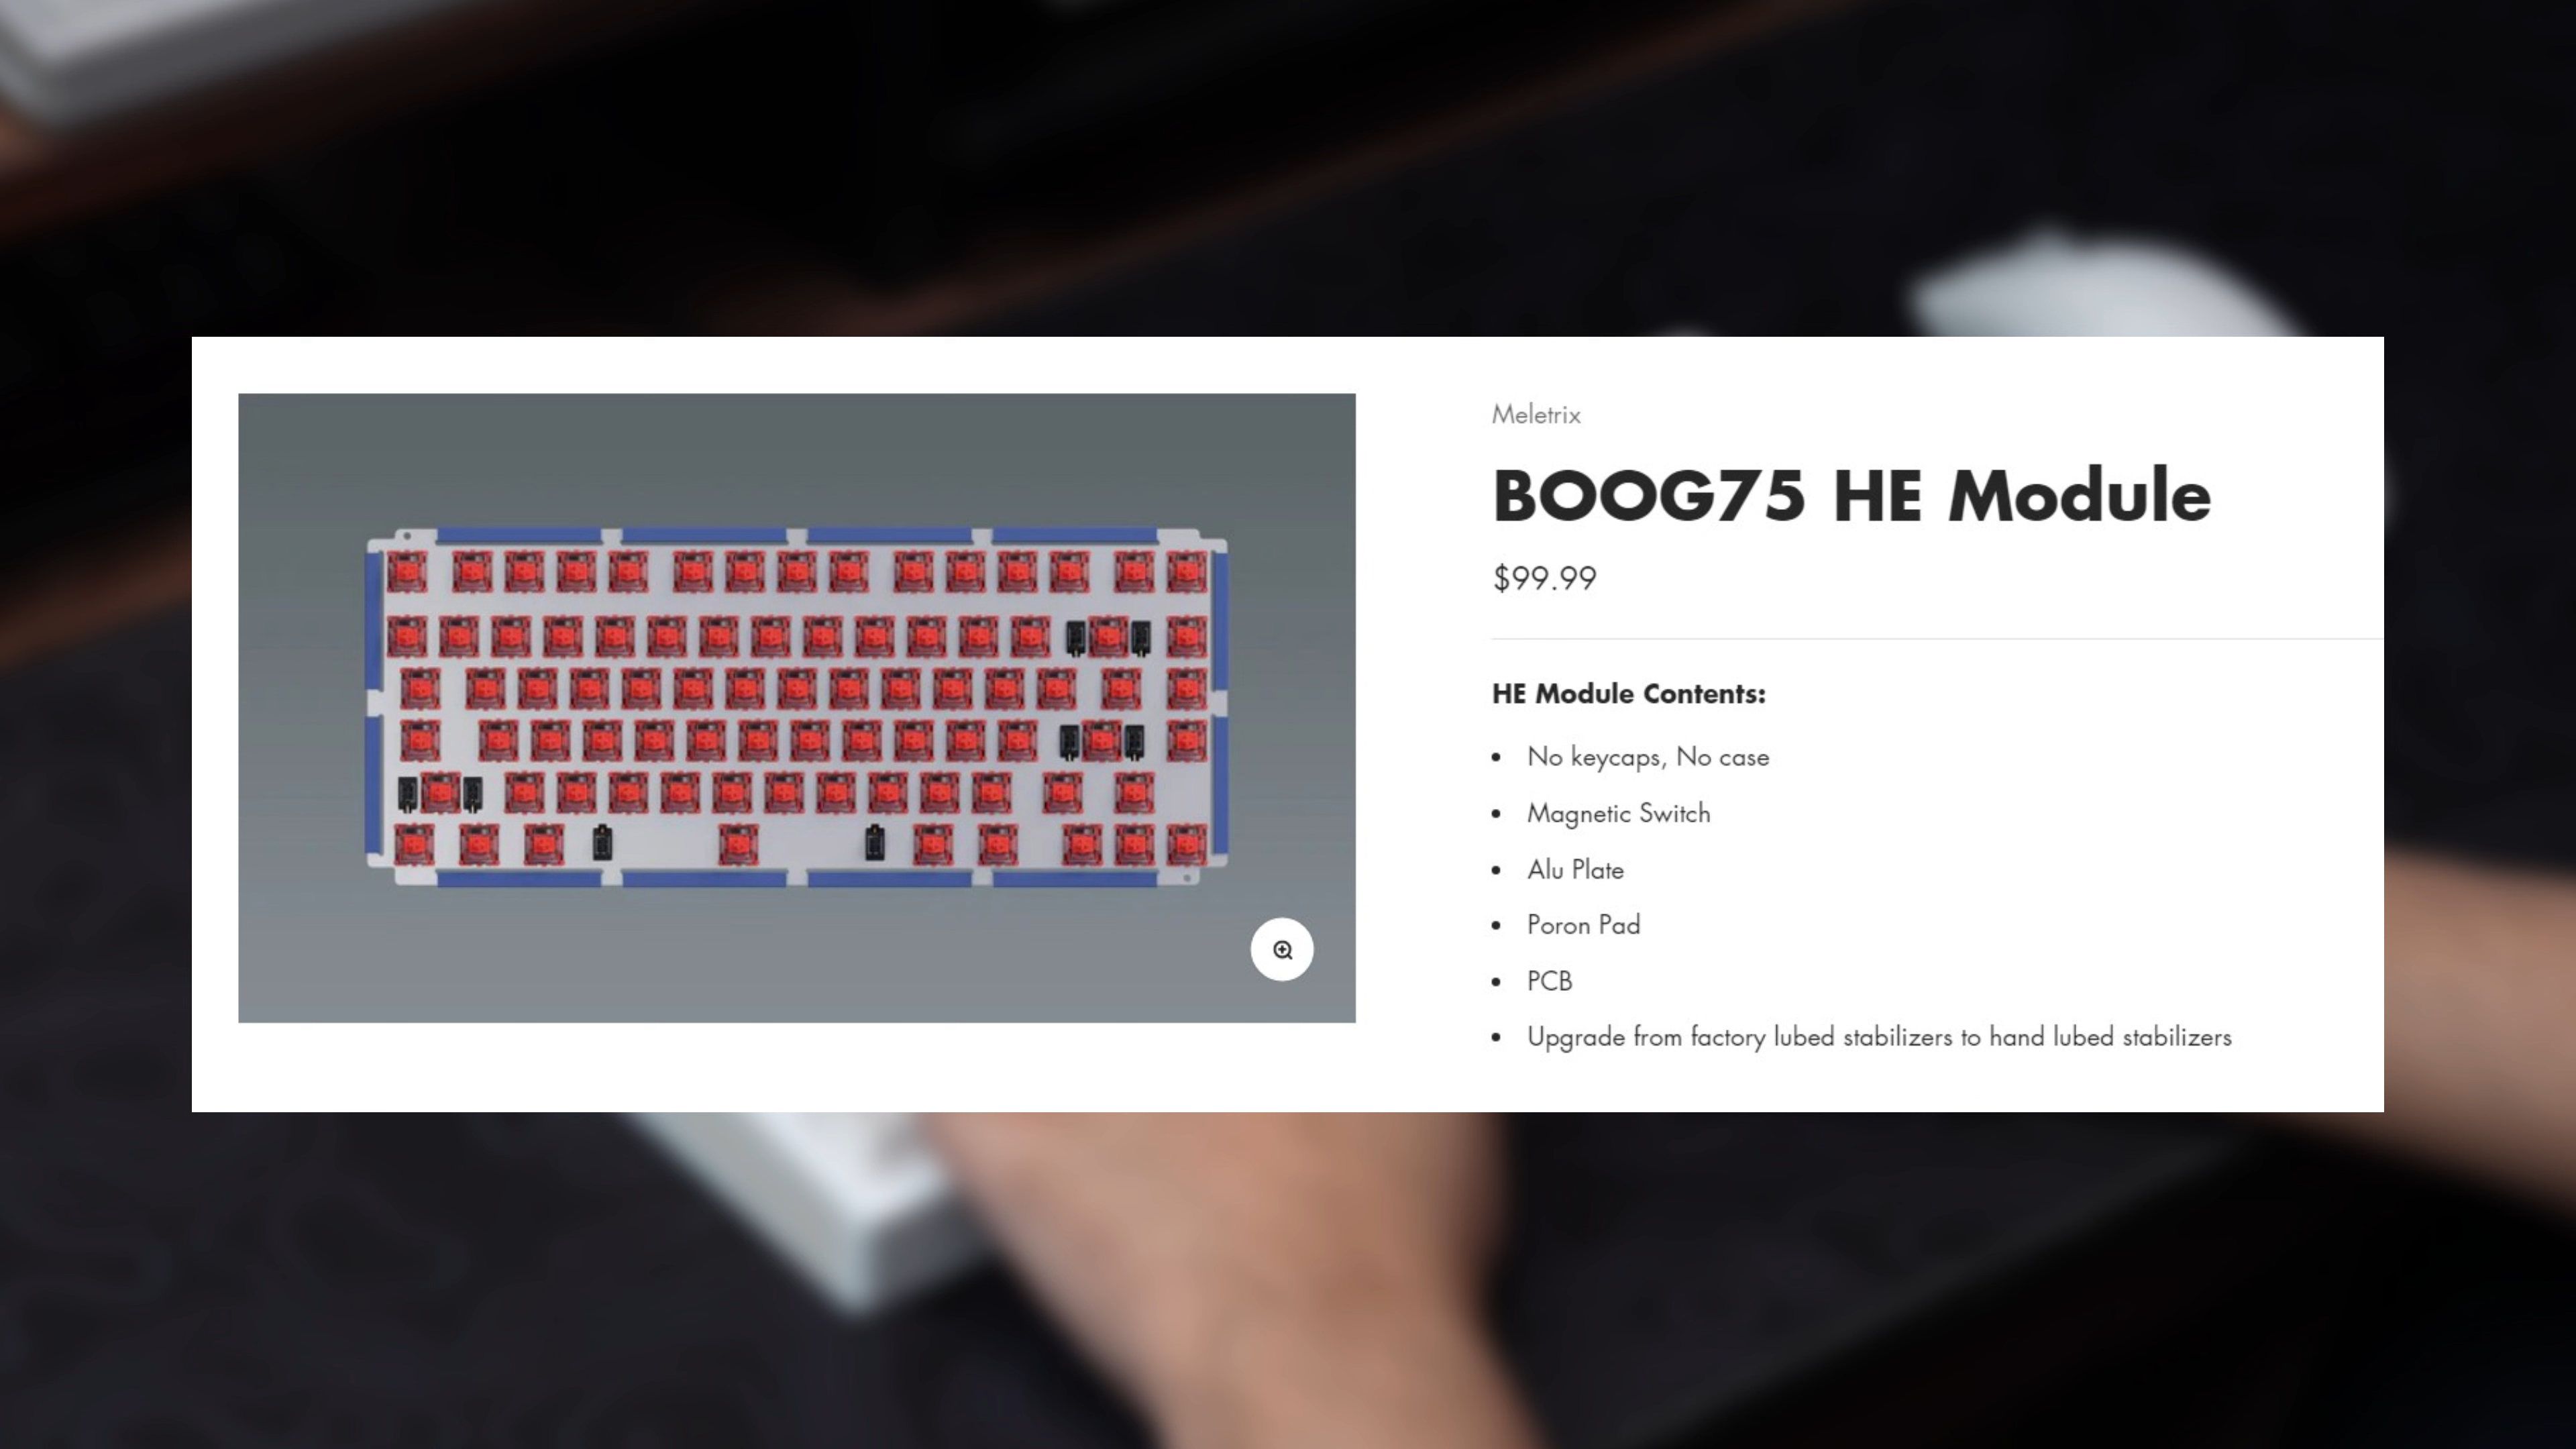 Meletrix
BOOG75 HE Module
$99.99
HE Module Contents:
No keycaps, No case
Magnetic Switch
Alu Plate
Poron Pad
PCB
Upgrade from factory lubed stabilizers to hand lubed stabilizers